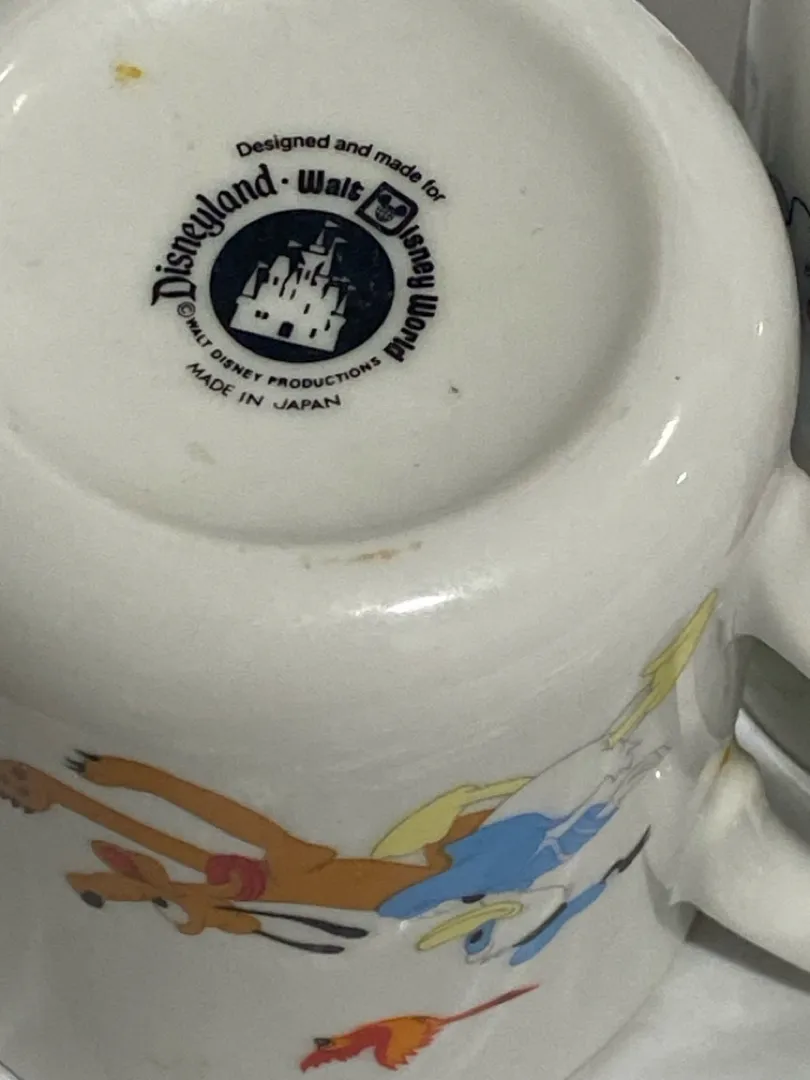 Designed and made for
Disneyland · Walt Disney World
© WALT DISNEY PRODUCTIONS
MADE IN JAPAN